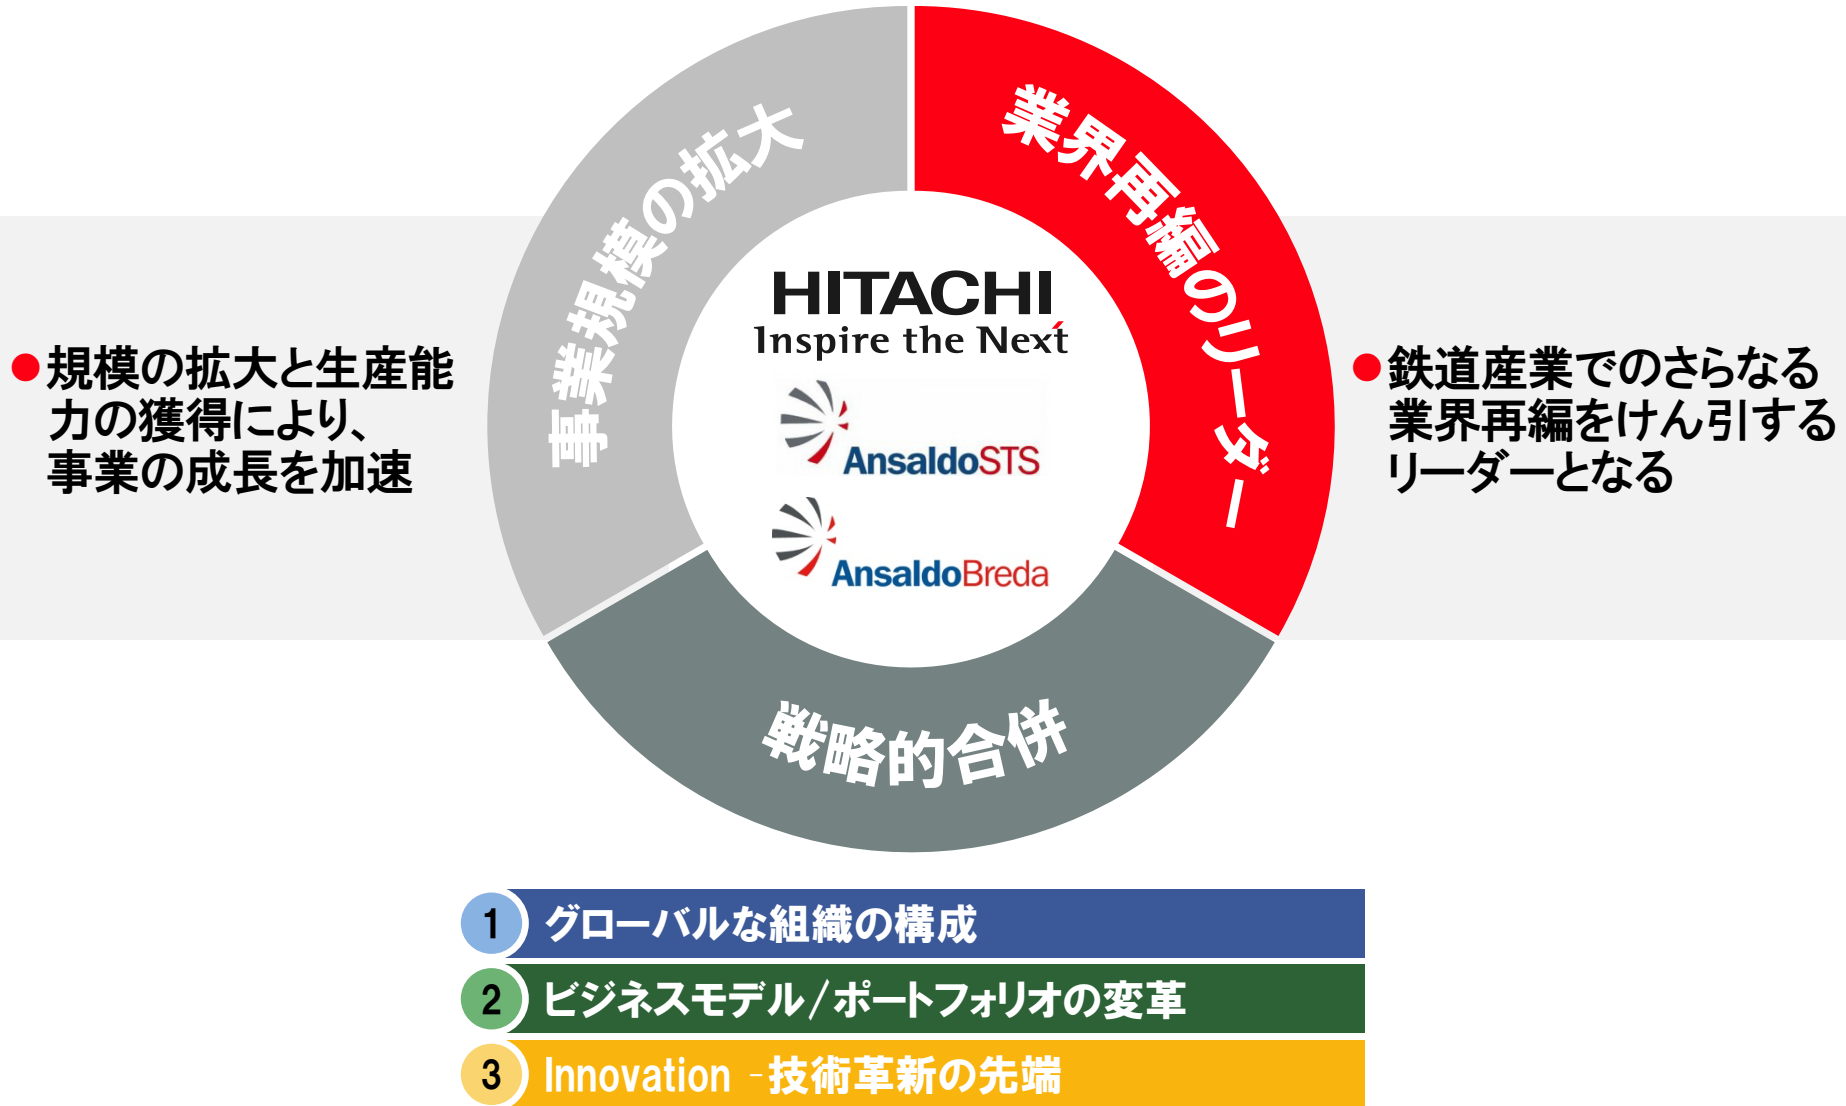 事業規模の拡大
業界再編のリーダー
戦略的合併
HITACHI
Inspire the Next
AnsaldoSTS
AnsaldoBreda
●規模の拡大と生産能
力の獲得により、
事業の成長を加速
●鉄道産業でのさらなる
業界再編をけん引する
リーダーとなる
1 グローバルな組織の構成
2 ビジネスモデル/ポートフォリオの変革
3 Innovation -技術革新の先端